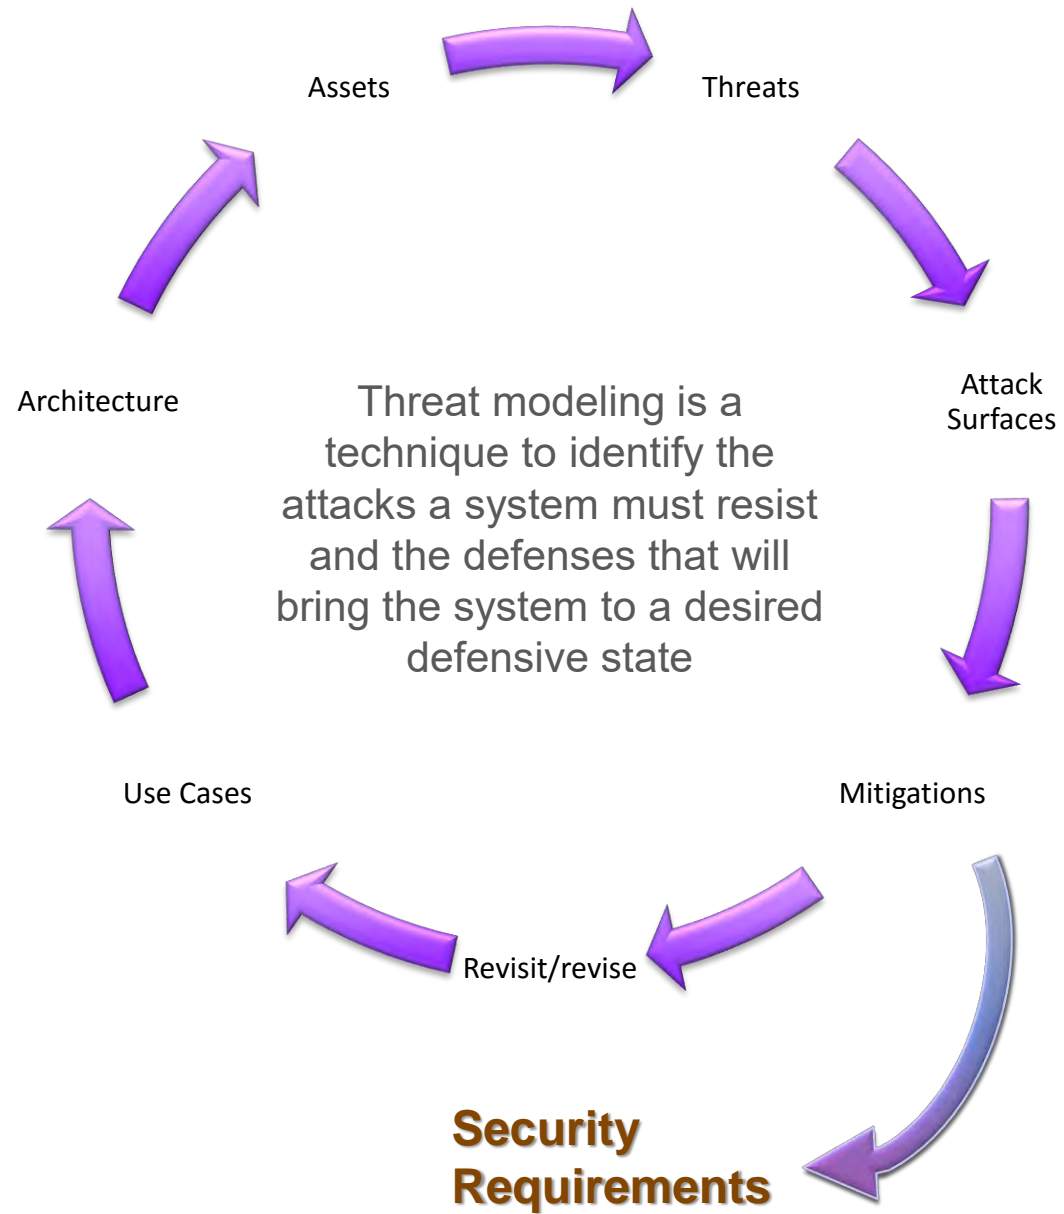 Assets
Threats
Architecture
Attack
Surfaces
Threat modeling is a
technique to identify the
attacks a system must resist
and the defenses that will
bring the system to a desired
defensive state
Use Cases
Mitigations
Revisit/revise
Security
Requirements